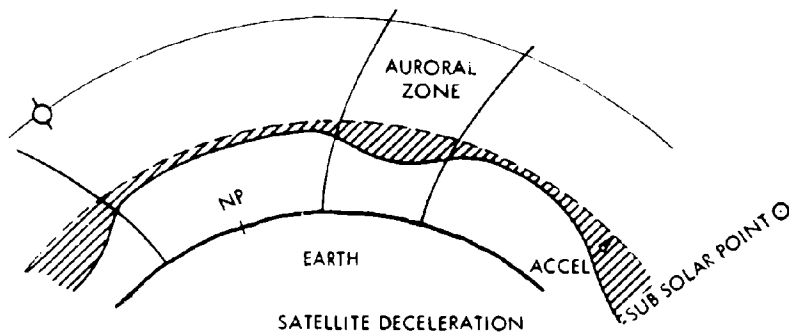 AURORAL
ZONE
NP
EARTH
ACCEL
SUB SOLAR POINT
SATELLITE DECELERATION